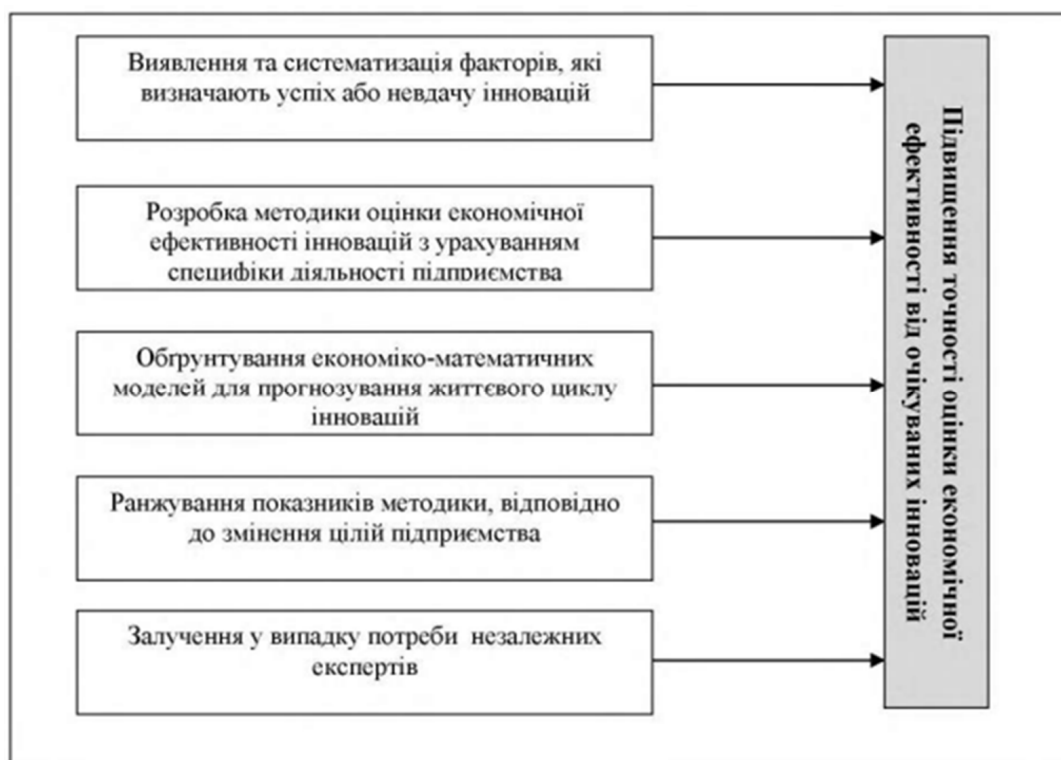 Виявлення та систематизація факторів, які
визначають успіх або невдачу інновацій
Розробка методики оцінки економічної
ефективності інновацій з урахуванням
специфіки діяльності підприємства
Обґрунтування економіко-математичних
моделей для прогнозування життєвого циклу
інновацій
Ранжування показників методики, відповідно
до змінення цілій підприємства
Залучення у випадку потреби незалежних
експертів
Підвищення точності оцінки економічної
ефективності від очікуваних інновацій